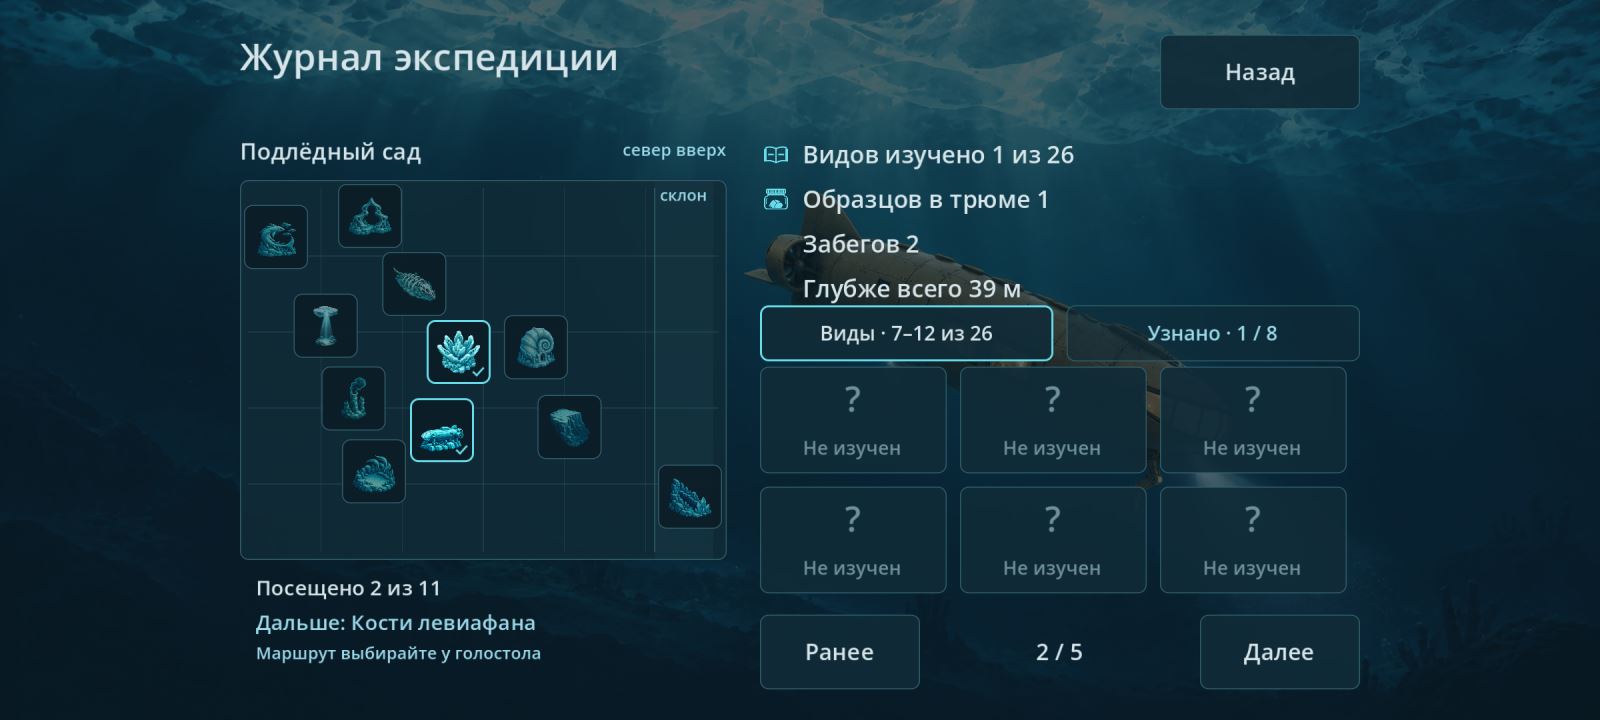 Журнал экспедиции
Назад
Подлёдный сад
север вверх
склон
Посещено 2 из 11
Дальше: Кости левиафана
Маршрут выбирайте у голостола
Видов изучено 1 из 26
Образцов в трюме 1
Забегов 2
Глубже всего 39 м
Виды · 7–12 из 26
Узнано · 1 / 8
?
Не изучен
?
Не изучен
?
Не изучен
?
Не изучен
?
Не изучен
?
Не изучен
Ранее
2 / 5
Далее